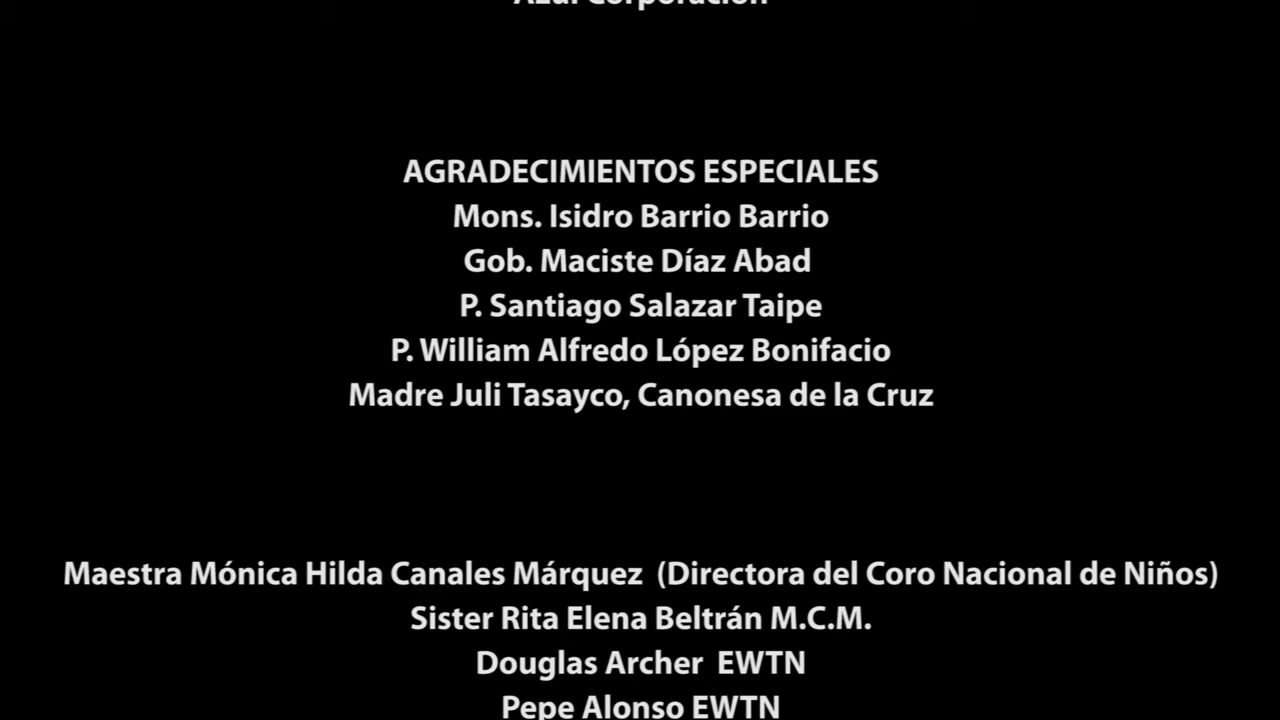 Azul Corporación
AGRADECIMIENTOS ESPECIALES
Mons. Isidro Barrio Barrio
Gob. Maciste Díaz Abad
P. Santiago Salazar Taipe
P. William Alfredo López Bonifacio
Madre Juli Tasayco, Canonesa de la Cruz
Maestra Mónica Hilda Canales Márquez (Directora del Coro Nacional de Niños)
Sister Rita Elena Beltrán M.C.M.
Douglas Archer EWTN
Pepe Alonso EWTN